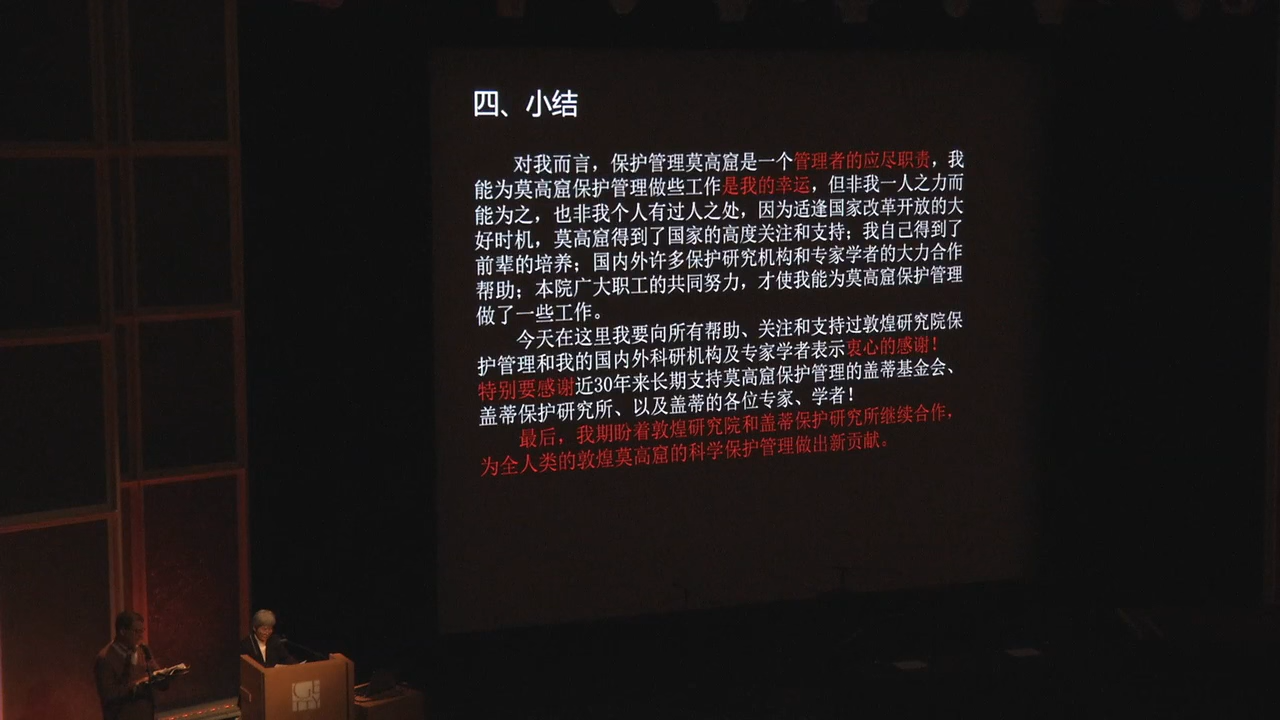 四、小结
对我而言，保护管理莫高窟是一个管理者的应尽职责，我
能为莫高窟保护管理做些工作是我的幸运，但非我一人之力而
能为之，也非我个人有过人之处，因为适逢国家改革开放的大
好时机，莫高窟得到了国家的高度关注和支持；我自己得到了
前辈的培养；国内外许多保护研究机构和专家学者的大力合作
帮助；本院广大职工的共同努力，才使我能为莫高窟保护管理
做了一些工作。
今天在这里我要向所有帮助、关注和支持过敦煌研究院保
护管理和我的国内外科研机构及专家学者表示衷心的感谢！
特别要感谢近30年来长期支持莫高窟保护管理的盖蒂基金会、
盖蒂保护研究所、以及盖蒂的各位专家、学者！
最后，我期盼着敦煌研究院和盖蒂保护研究所继续合作，
为全人类的敦煌莫高窟的科学保护管理做出新贡献。
GE
TTY